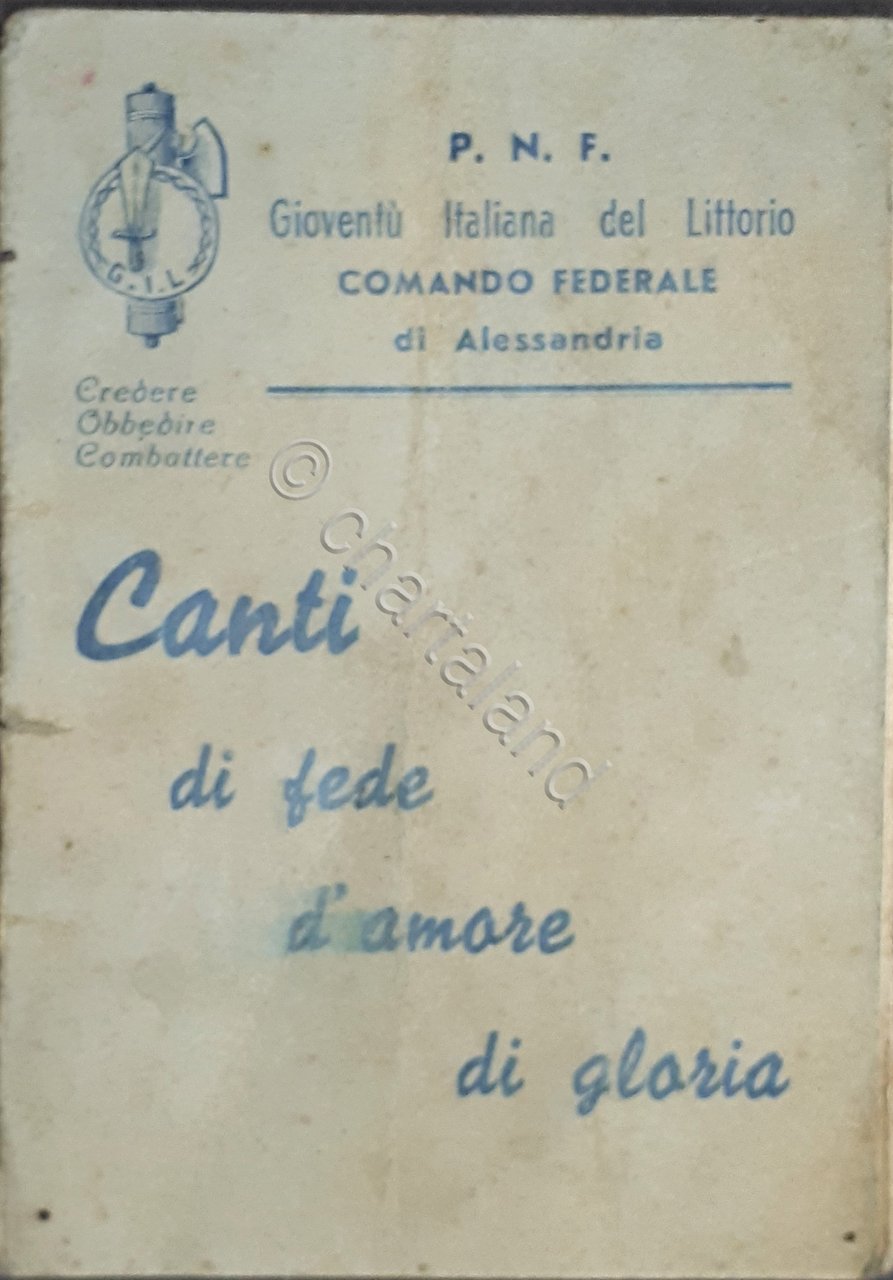 P. N. F.
Gioventù Italiana del Littorio
COMANDO FEDERALE
di Alessandria
G.I.L
Credere
Obbedire
Combattere
© chartaland
Canti
di fede
d'amore
di gloria